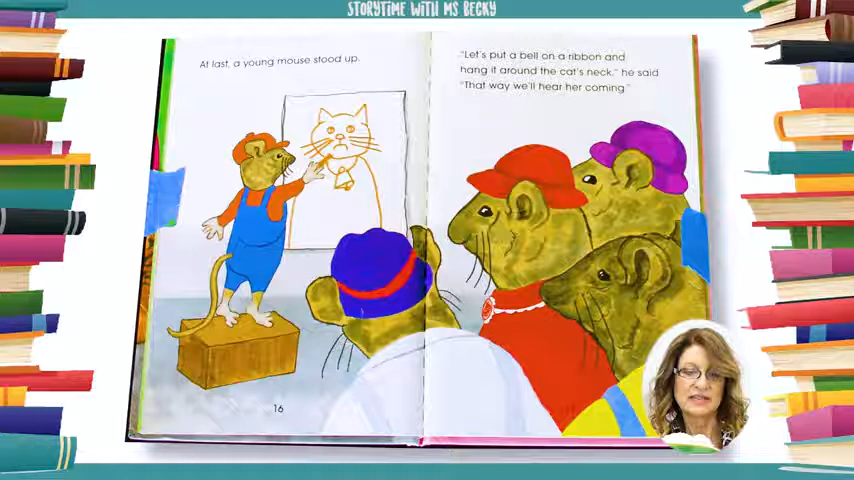 STORYTIME WITH MS BECKY
At last, a young mouse stood up.
"Let's put a bell on a ribbon and
hang it around the cat's neck," he said
"That way we'll hear her coming."
16